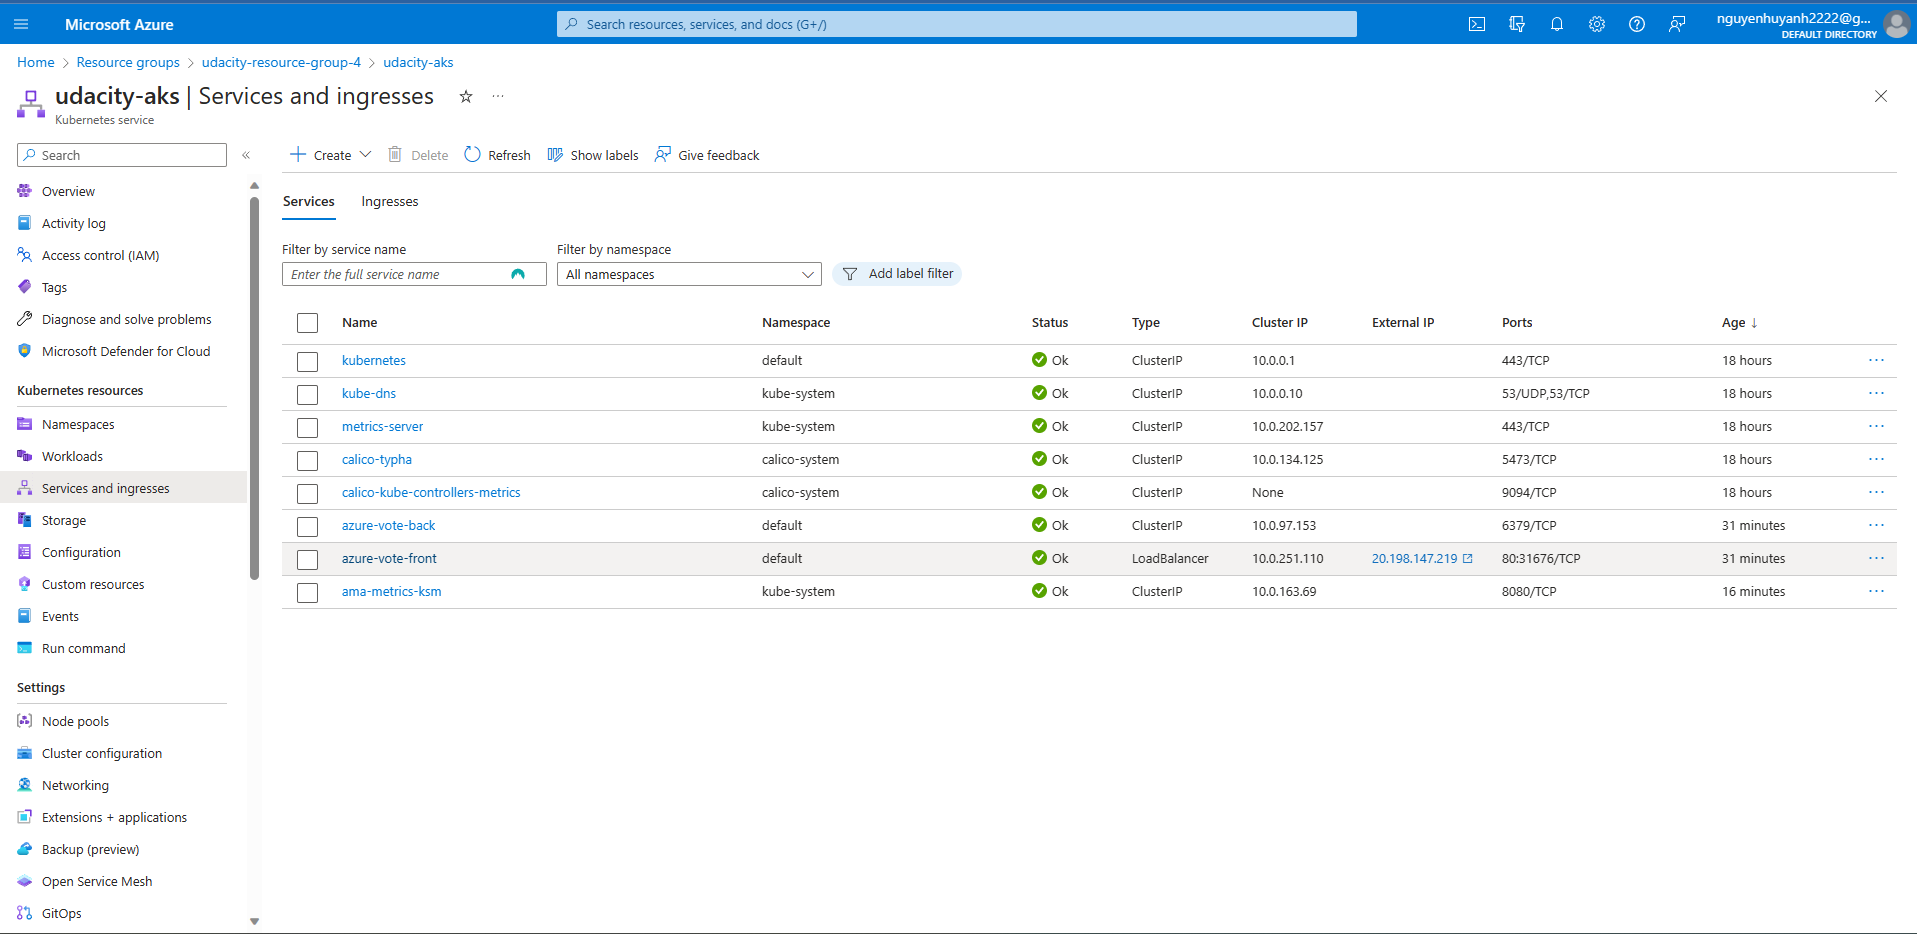 Microsoft Azure
Search resources, services, and docs (G+/)
nguyenhuyanh2222@g...
DEFAULT DIRECTORY
Home > Resource groups > udacity-resource-group-4 > udacity-aks
udacity-aks | Services and ingresses
Kubernetes service
Search
Overview
Activity log
Access control (IAM)
Tags
Diagnose and solve problems
Microsoft Defender for Cloud
Kubernetes resources
Namespaces
Workloads
Services and ingresses
Storage
Configuration
Custom resources
Events
Run command
Settings
Node pools
Cluster configuration
Networking
Extensions + applications
Backup (preview)
Open Service Mesh
GitOps
Create Delete Refresh Show labels Give feedback
Services Ingresses
Filter by service name Filter by namespace
Enter the full service name All namespaces Add label filter
Name Namespace Status Type Cluster IP External IP Ports Age ↓
kubernetes default Ok ClusterIP 10.0.0.1 443/TCP 18 hours
kube-dns kube-system Ok ClusterIP 10.0.0.10 53/UDP,53/TCP 18 hours
metrics-server kube-system Ok ClusterIP 10.0.202.157 443/TCP 18 hours
calico-typha calico-system Ok ClusterIP 10.0.134.125 5473/TCP 18 hours
calico-kube-controllers-metrics calico-system Ok ClusterIP None 9094/TCP 18 hours
azure-vote-back default Ok ClusterIP 10.0.97.153 6379/TCP 31 minutes
azure-vote-front default Ok LoadBalancer 10.0.251.110 20.198.147.219 80:31676/TCP 31 minutes
ama-metrics-ksm kube-system Ok ClusterIP 10.0.163.69 8080/TCP 16 minutes